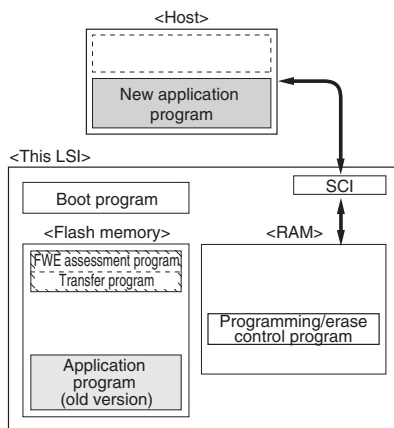 <Host>
New application
program
<This LSI>
SCI
Boot program
<Flash memory>
<RAM>
FWE assessment program
Transfer program
Programming/erase
control program
Application
program
(old version)